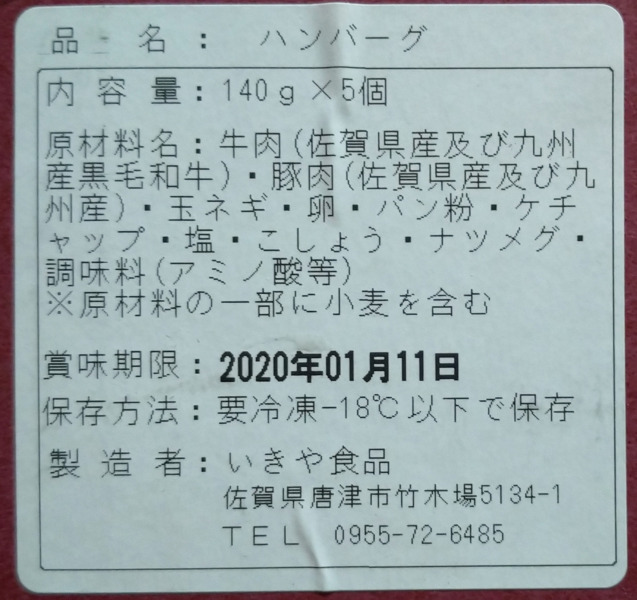 品 名 : ハンバーグ
内 容 量 : 140g×5個
原材料名:牛肉(佐賀県産及び九州
産黒毛和牛)・豚肉(佐賀県産及び九
州産)・玉ネギ・卵・パン粉・ケチ
ャップ・塩・こしょう・ナツメグ・
調味料(アミノ酸等)
※原材料の一部に小麦を含む
賞味期限:2020年01月11日
保存方法:要冷凍-18℃以下で保存
製 造 者 : いきや食品
佐賀県唐津市竹木場5134-1
TEL 0955-72-6485